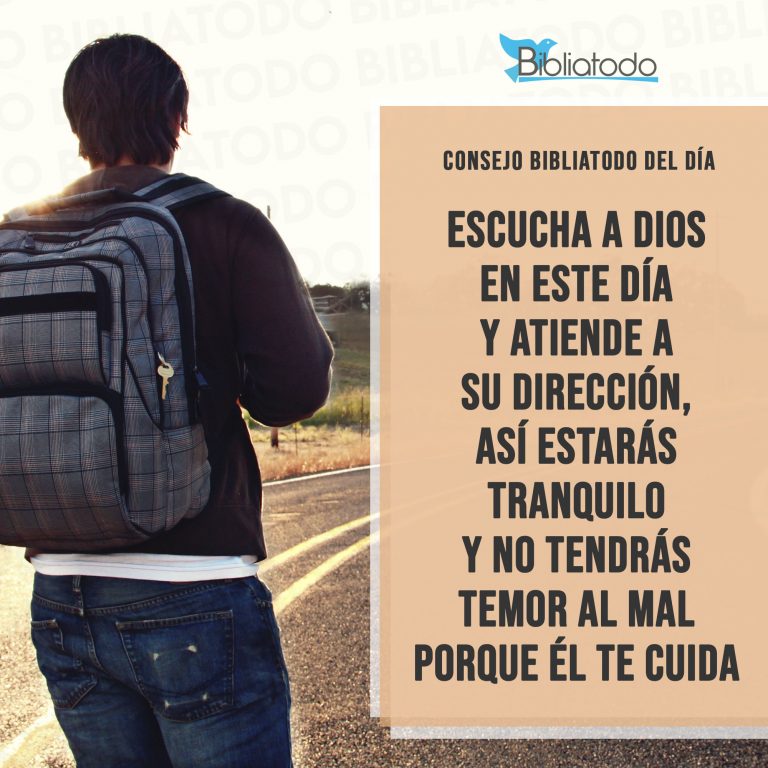 Bibliatodo
CONSEJO BIBLIATODO DEL DÍA
ESCUCHA A DIOS
EN ESTE DÍA
Y ATIENDE A
SU DIRECCIÓN,
ASÍ ESTARÁS
TRANQUILO
Y NO TENDRÁS
TEMOR AL MAL
PORQUE ÉL TE CUIDA